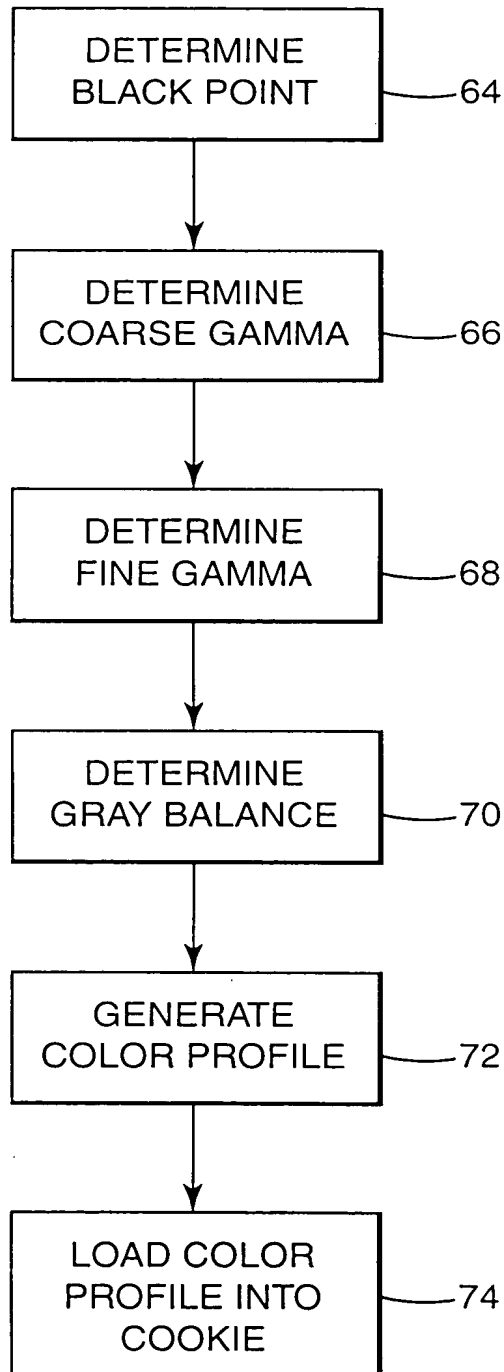 DETERMINE
BLACK POINT
64
DETERMINE
COARSE GAMMA
66
DETERMINE
FINE GAMMA
68
DETERMINE
GRAY BALANCE
70
GENERATE
COLOR PROFILE
72
LOAD COLOR
PROFILE INTO
COOKIE
74